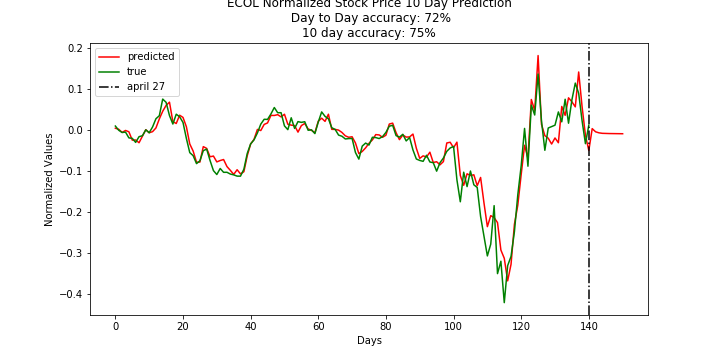 ECOL Normalized Stock Price 10 Day Prediction
Day to Day accuracy: 72%
10 day accuracy: 75%
predicted
true
april 27
Normalized Values
0.2
0.1
0.0
−0.1
−0.2
−0.3
−0.4
0
20
40
60
80
100
120
140
Days